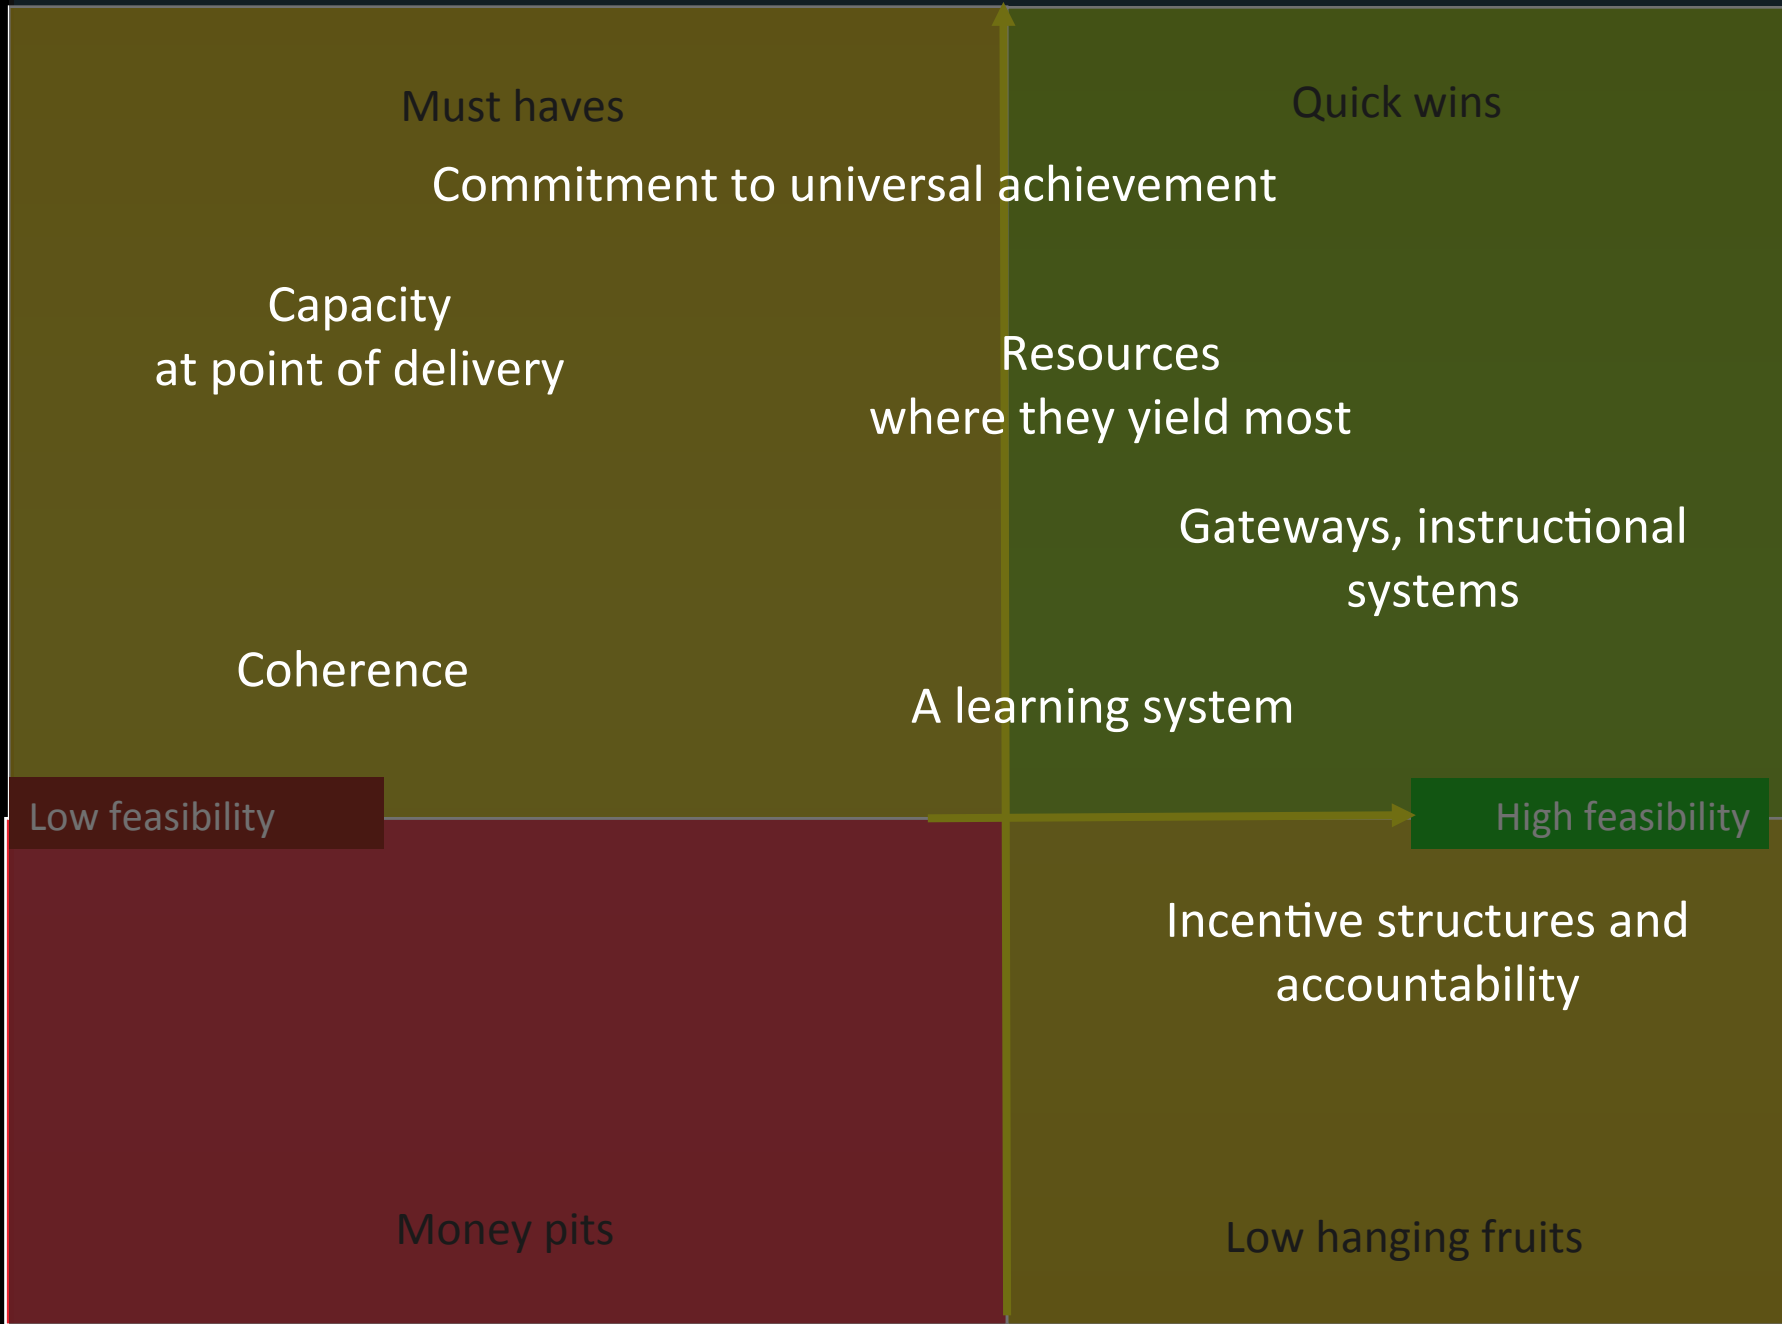 Must haves
Quick wins
Commitment to universal achievement
Capacity
at point of delivery
Resources
where they yield most
Gateways, instructional
systems
Coherence
A learning system
Low feasibility
High feasibility
Incentive structures and
accountability
Money pits
Low hanging fruits